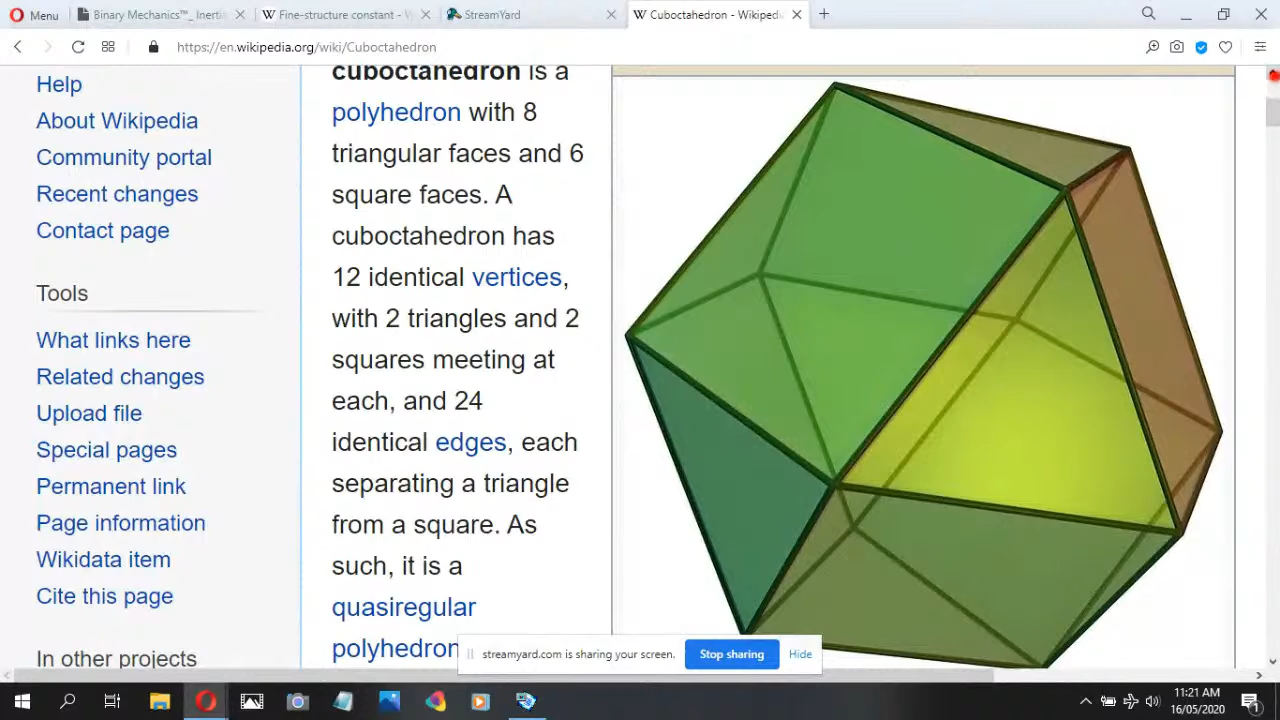 Menu
Binary Mechanics™_ Inertia
Fine-structure constant - W
StreamYard
Cuboctahedron - Wikipedi
https://en.wikipedia.org/wiki/Cuboctahedron
Help
About Wikipedia
Community portal
Recent changes
Contact page
Tools
What links here
Related changes
Upload file
Special pages
Permanent link
Page information
Wikidata item
Cite this page
In other projects
cuboctahedron is a
polyhedron with 8
triangular faces and 6
square faces. A
cuboctahedron has
12 identical vertices,
with 2 triangles and 2
squares meeting at
each, and 24
identical edges, each
separating a triangle
from a square. As
such, it is a
quasiregular
polyhedron
streamyard.com is sharing your screen.
Stop sharing
Hide
11:21 AM
16/05/2020
1